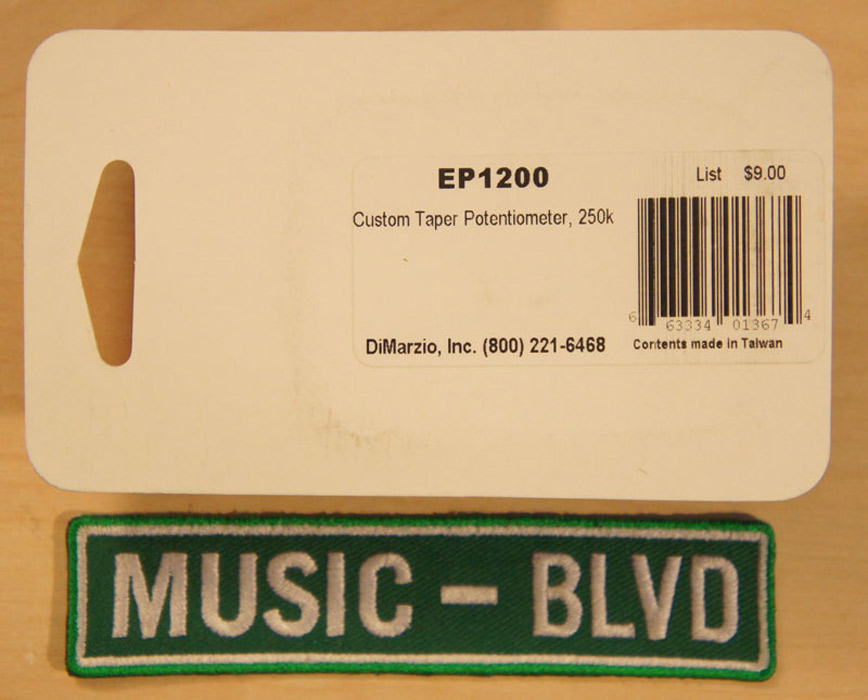 EP1200
List $9.00
Custom Taper Potentiometer, 250k
6 63334 01367 4
DiMarzio, Inc. (800) 221-6468
Contents made in Taiwan
MUSIC - BLVD